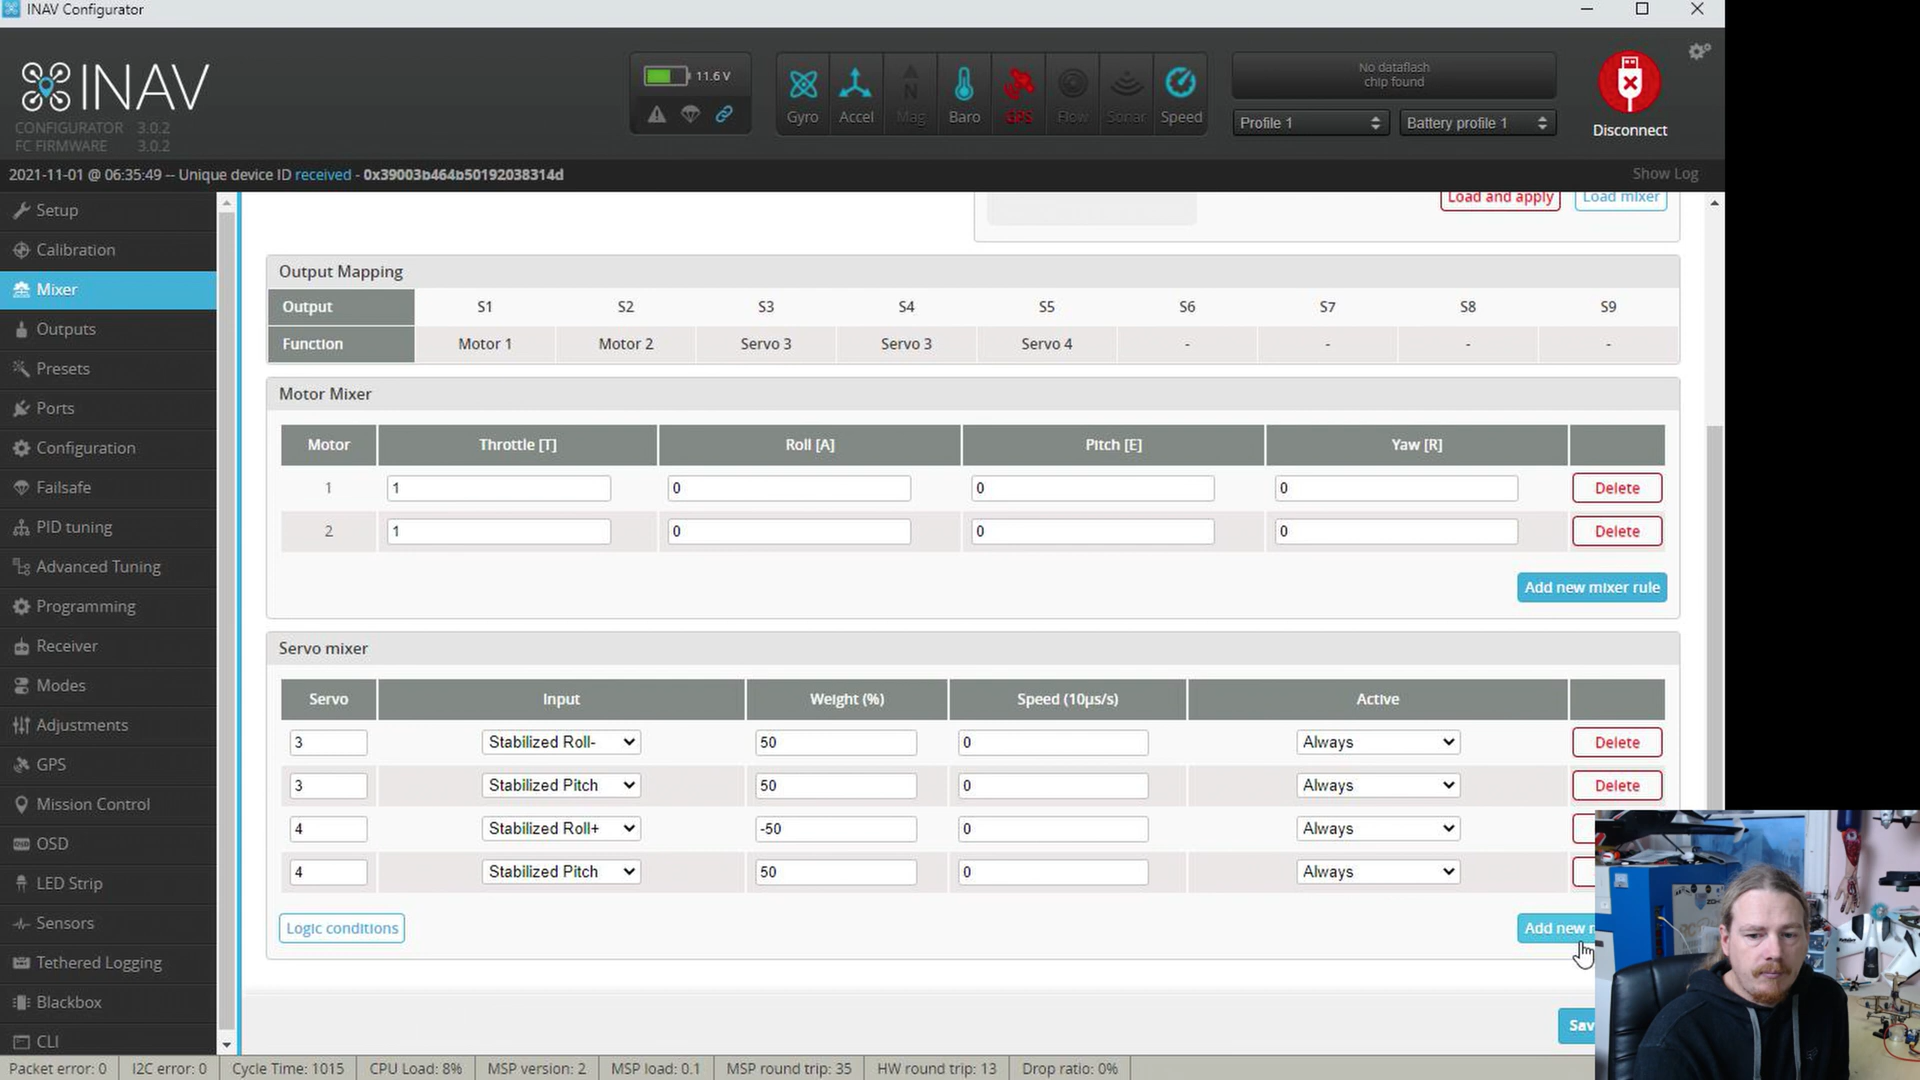 INAV Configurator
INAV
CONFIGURATOR 3.0.2
FC FIRMWARE 3.0.2
11.6 V
Gyro Accel Mag Baro GPS Flow Sonar Speed
No dataflash
chip found
Profile 1 Battery profile 1
Disconnect
2021-11-01 @ 06:35:49 -- Unique device ID received - 0x39003b464b50192038314d
Show Log
Setup
Calibration
Mixer
Outputs
Presets
Ports
Configuration
Failsafe
PID tuning
Advanced Tuning
Programming
Receiver
Modes
Adjustments
GPS
Mission Control
OSD
LED Strip
Sensors
Tethered Logging
Blackbox
CLI
Load and apply Load mixer
Output Mapping
Output S1 S2 S3 S4 S5 S6 S7 S8 S9
Function Motor 1 Motor 2 Servo 3 Servo 3 Servo 4 - - - -
Motor Mixer
Motor Throttle [T] Roll [A] Pitch [E] Yaw [R]
1 1 0 0 0 Delete
2 1 0 0 0 Delete
Add new mixer rule
Servo mixer
Servo Input Weight (%) Speed (10µs/s) Active
3 Stabilized Roll- 50 0 Always Delete
3 Stabilized Pitch 50 0 Always Delete
4 Stabilized Roll+ -50 0 Always
4 Stabilized Pitch 50 0 Always
Logic conditions Add new
Sav
Packet error: 0 I2C error: 0 Cycle Time: 1015 CPU Load: 8% MSP version: 2 MSP load: 0.1 MSP round trip: 35 HW round trip: 13 Drop ratio: 0%